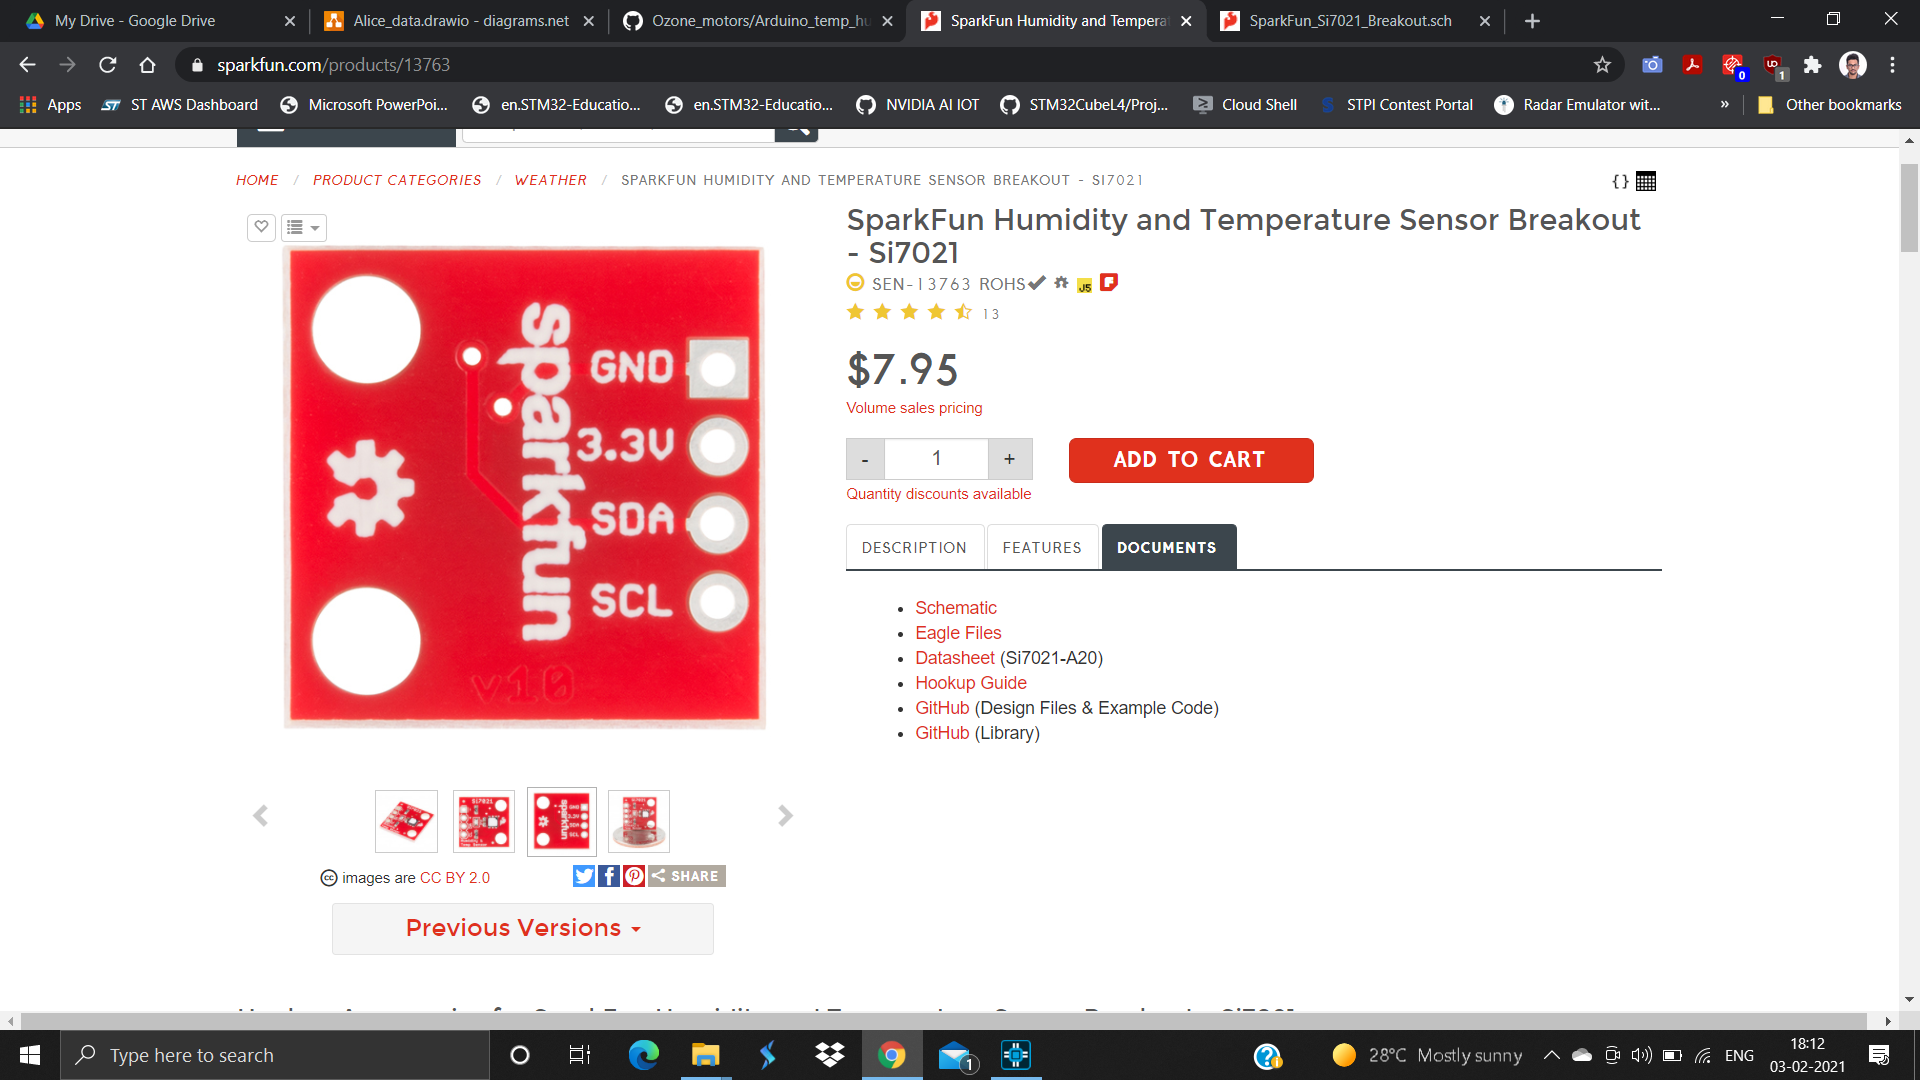 My Drive - Google Drive
Alice_data.drawio - diagrams.net
Ozone_motors/Arduino_temp_hu
SparkFun Humidity and Tempera
SparkFun_Si7021_Breakout.sch
sparkfun.com/products/13763
0
1
Apps
ST AWS Dashboard
Microsoft PowerPoi...
en.STM32-Educatio...
en.STM32-Educatio...
NVIDIA AI IOT
STM32CubeL4/Proj...
Cloud Shell
STPI Contest Portal
Radar Emulator wit...
»
Other bookmarks
HOME / PRODUCT CATEGORIES / WEATHER / SPARKFUN HUMIDITY AND TEMPERATURE SENSOR BREAKOUT - SI7021
{}
SparkFun Humidity and Temperature Sensor Breakout
- Si7021
SEN-13763 ROHS
J5
13
$7.95
Volume sales pricing
- 1 +
ADD TO CART
Quantity discounts available
DESCRIPTION
FEATURES
DOCUMENTS
Schematic
Eagle Files
Datasheet (Si7021-A20)
Hookup Guide
GitHub (Design Files & Example Code)
GitHub (Library)
sparkfun
GND
3.3V
SDA
SCL
v10
cc images are CC BY 2.0
SHARE
Previous Versions
Type here to search
1
28°C Mostly sunny
ENG
18:12
03-02-2021